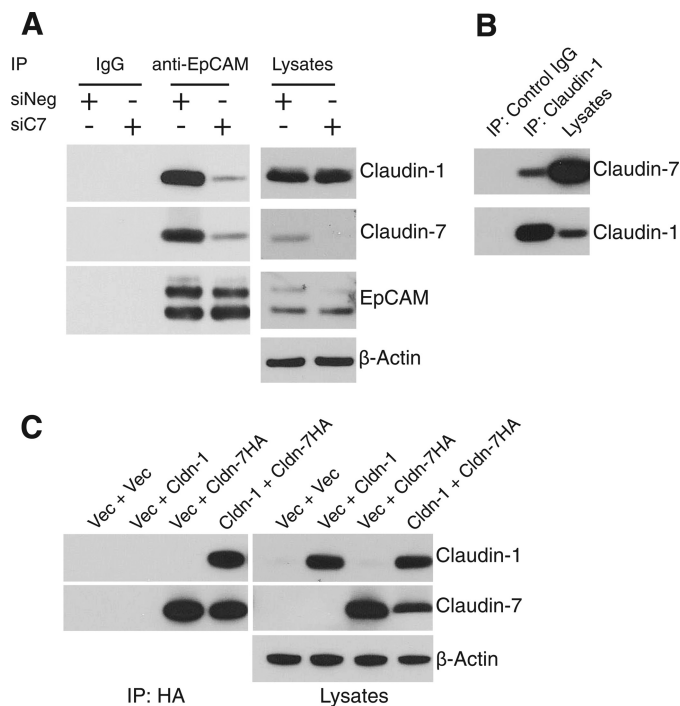 A
IP IgG anti-EpCAM Lysates
siNeg + - + - + -
siC7 - + - + - +
Claudin-1
Claudin-7
EpCAM
β-Actin
B
IP: Control IgG
IP: Claudin-1
Lysates
Claudin-7
Claudin-1
C
Vec + Vec
Vec + Cldn-1
Vec + Cldn-7HA
Cldn-1 + Cldn-7HA
Vec + Vec
Vec + Cldn-1
Vec + Cldn-7HA
Cldn-1 + Cldn-7HA
Claudin-1
Claudin-7
β-Actin
IP: HA Lysates